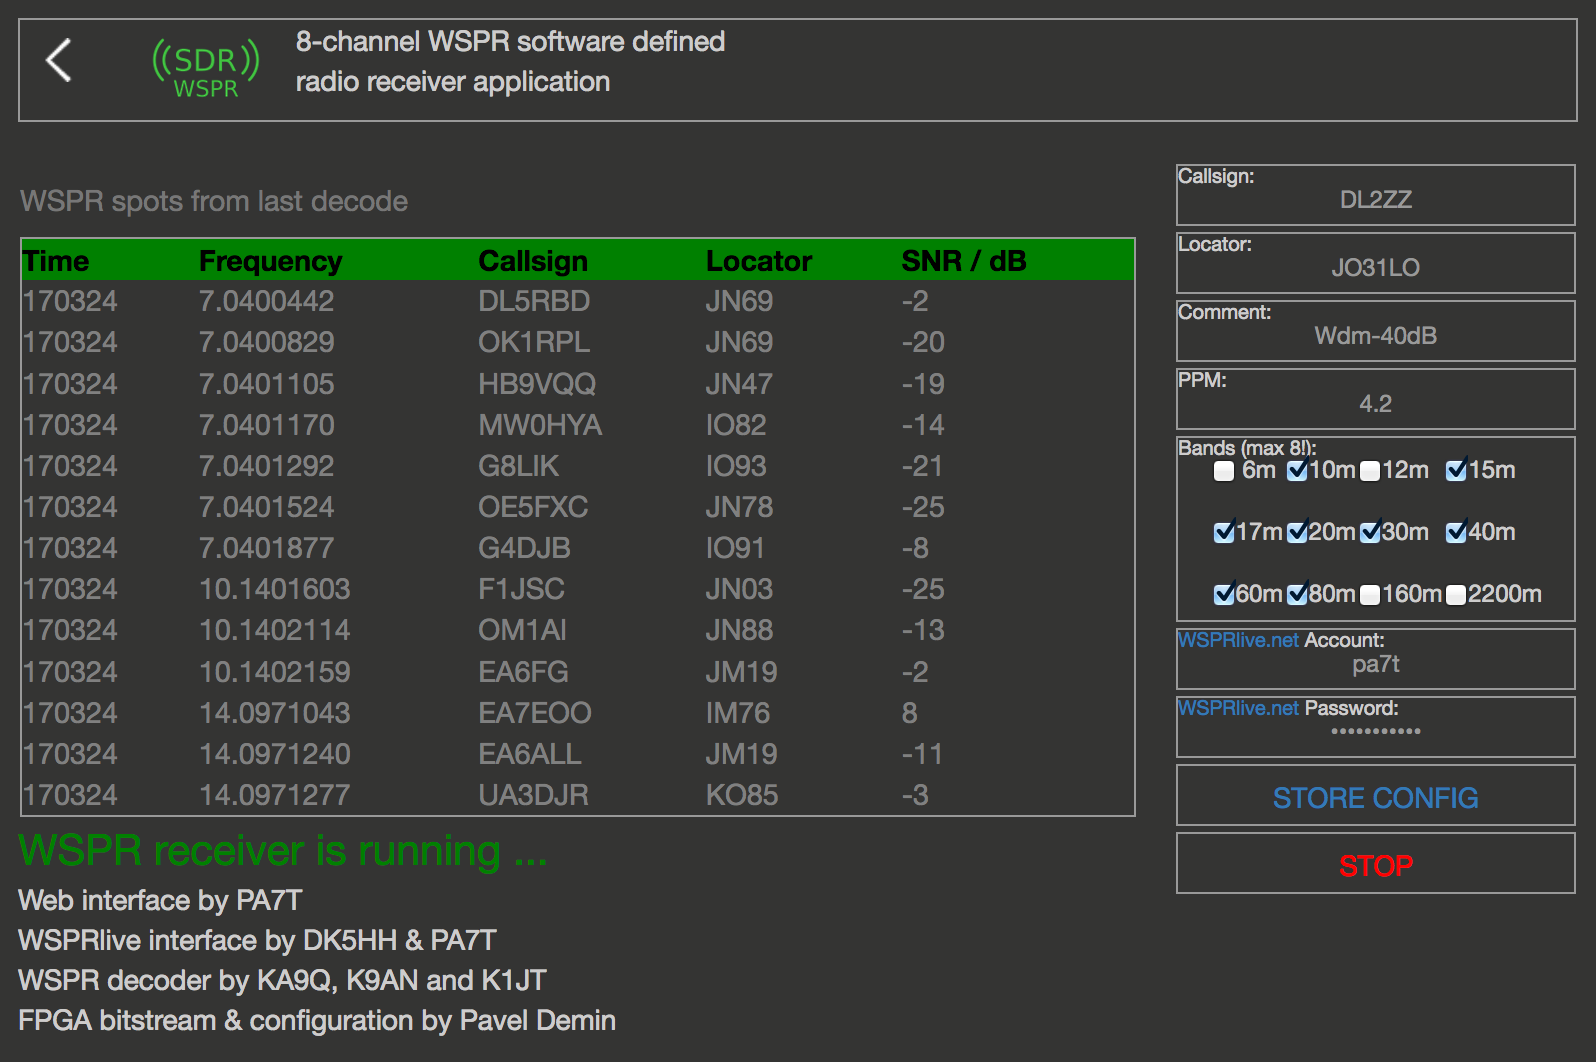 ((SDR))
WSPR
8-channel WSPR software defined
radio receiver application
WSPR spots from last decode
Time Frequency Callsign Locator SNR / dB
170324 7.0400442 DL5RBD JN69 -2
170324 7.0400829 OK1RPL JN69 -20
170324 7.0401105 HB9VQQ JN47 -19
170324 7.0401170 MW0HYA IO82 -14
170324 7.0401292 G8LIK IO93 -21
170324 7.0401524 OE5FXC JN78 -25
170324 7.0401877 G4DJB IO91 -8
170324 10.1401603 F1JSC JN03 -25
170324 10.1402114 OM1AI JN88 -13
170324 10.1402159 EA6FG JM19 -2
170324 14.0971043 EA7EOO IM76 8
170324 14.0971240 EA6ALL JM19 -11
170324 14.0971277 UA3DJR KO85 -3
WSPR receiver is running ...
Web interface by PA7T
WSPRlive interface by DK5HH & PA7T
WSPR decoder by KA9Q, K9AN and K1JT
FPGA bitstream & configuration by Pavel Demin
Callsign:
DL2ZZ
Locator:
JO31LO
Comment:
Wdm-40dB
PPM:
4.2
Bands (max 8!):
6m 10m 12m 15m
17m 20m 30m 40m
60m 80m 160m 2200m
WSPRlive.net Account:
pa7t
WSPRlive.net Password:
•••••••••••
STORE CONFIG
STOP